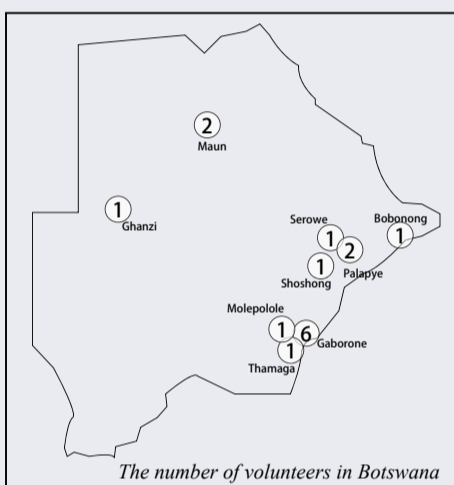 2
Maun
1
Ghanzi
Serowe
1
Bobonong
1
2
Palapye
1
Shoshong
Molepolole
1
6
Gaborone
1
Thamaga
The number of volunteers in Botswana